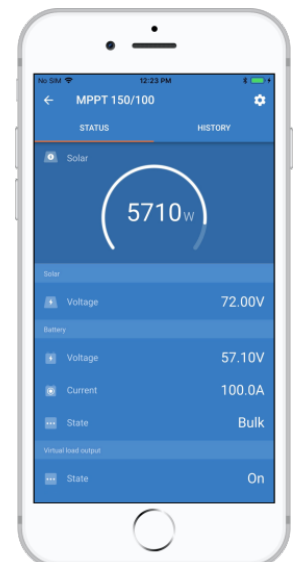 No SIM 12:23 PM
MPPT 150/100
STATUS HISTORY
Solar
5710W
Solar
Voltage 72.00V
Battery
Voltage 57.10V
Current 100.0A
State Bulk
Virtual load output
State On